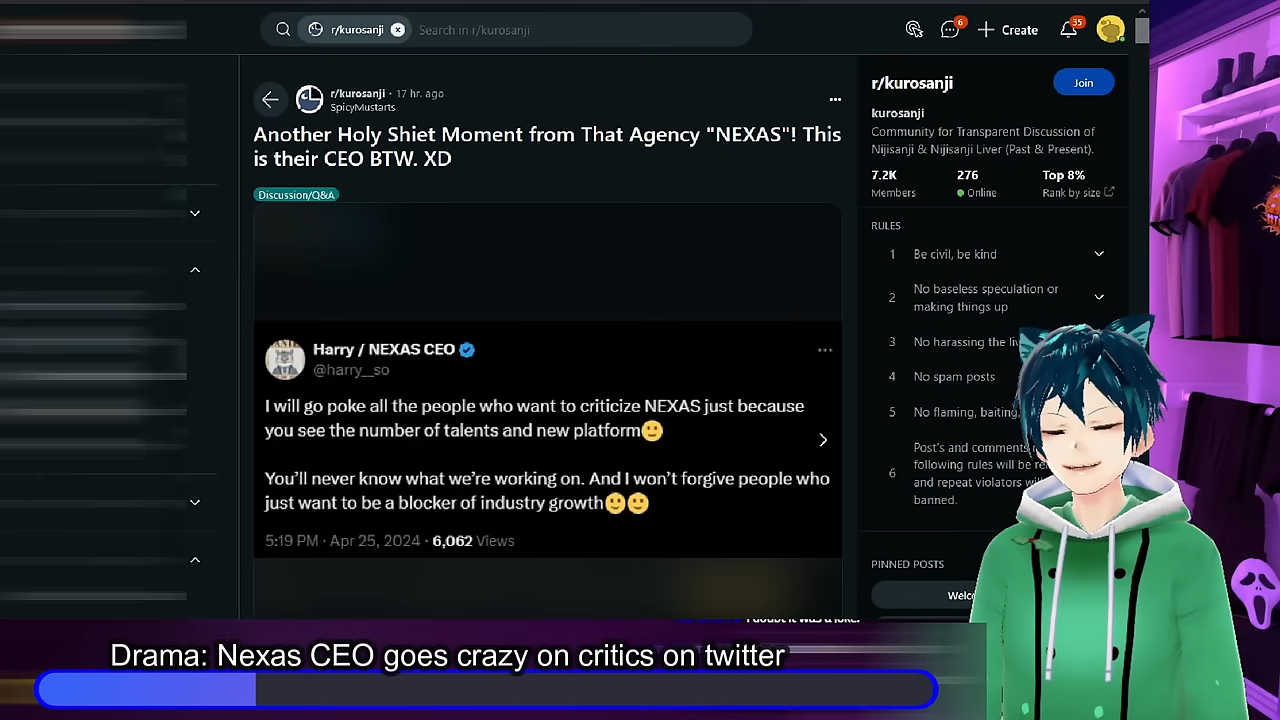 r/kurosanji
Search in r/kurosanji
6
Create
35
r/kurosanji · 17 hr. ago
SpicyMustarts
Another Holy Shiet Moment from That Agency "NEXAS"! This
is their CEO BTW. XD
Discussion/Q&A
Harry / NEXAS CEO
@harry__so
I will go poke all the people who want to criticize NEXAS just because
you see the number of talents and new platform🙂
You'll never know what we're working on. And I won't forgive people who
just want to be a blocker of industry growth🙂🙂
5:19 PM · Apr 25, 2024 · 6,062 Views
r/kurosanji
Join
kurosanji
Community for Transparent Discussion of
Nijisanji & Nijisanji Liver (Past & Present).
7.2K 276 Top 8%
Members Online Rank by size
RULES
1 Be civil, be kind
2 No baseless speculation or
making things up
3 No harassing the
4 No spam posts
5 No flaming, baiting,
6 Post's and comments
following rules will be
and repeat violators
banned.
PINNED POSTS
I doubt it was a joke.
Drama: Nexas CEO goes crazy on critics on twitter